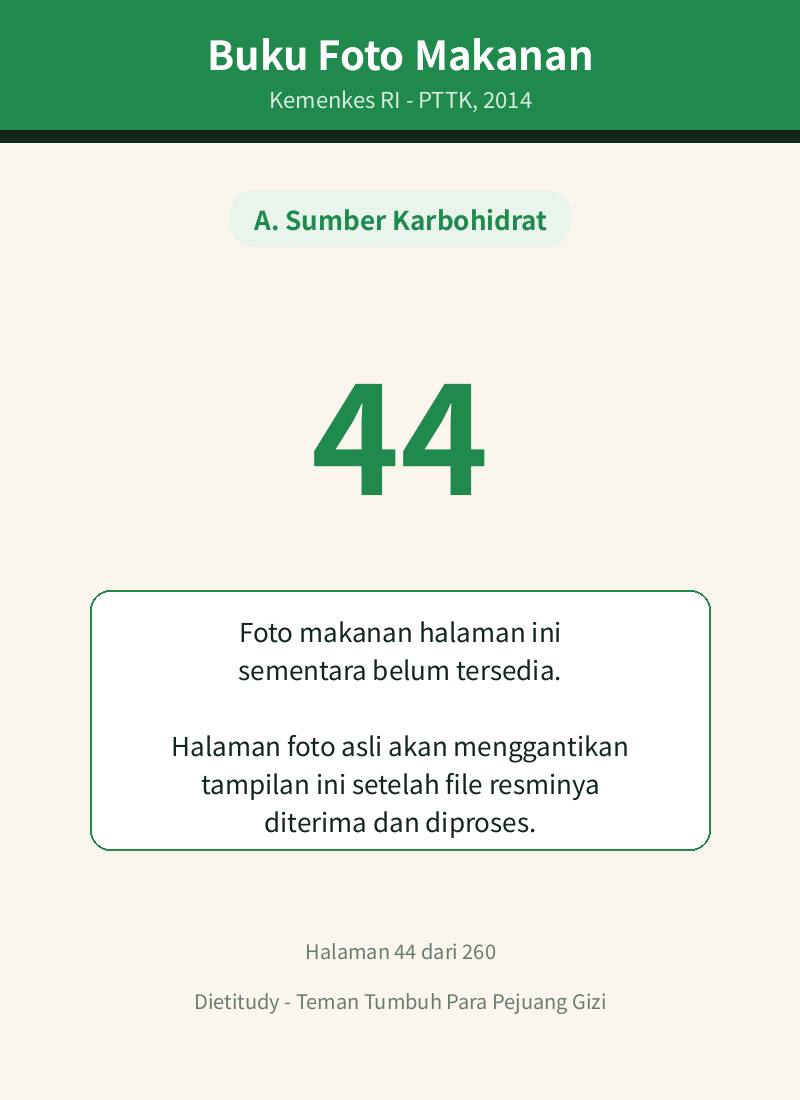 Buku Foto Makanan
Kemenkes RI - PTTK, 2014
A. Sumber Karbohidrat
44
Foto makanan halaman ini
sementara belum tersedia.
Halaman foto asli akan menggantikan
tampilan ini setelah file resminya
diterima dan diproses.
Halaman 44 dari 260
Dietitudy - Teman Tumbuh Para Pejuang Gizi